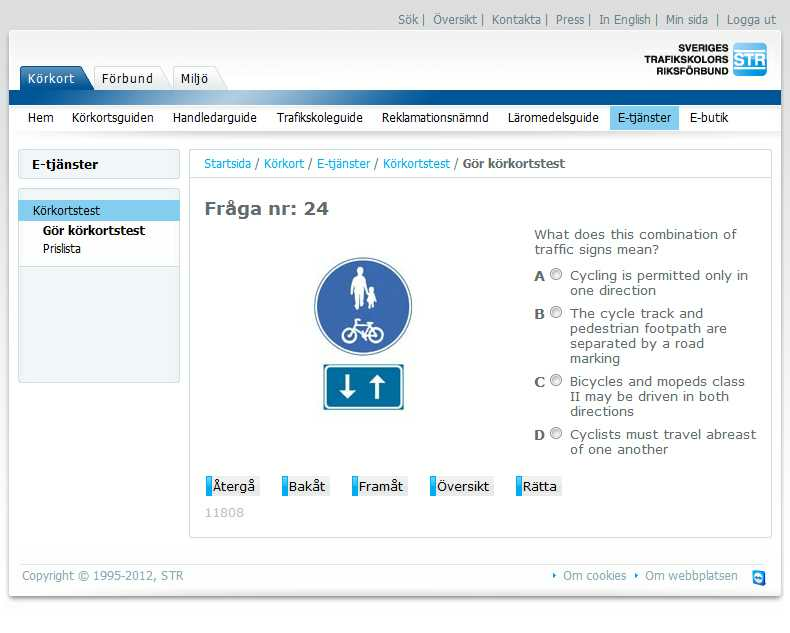 Sök | Översikt | Kontakta | Press | In English | Min sida | Logga ut
SVERIGES
TRAFIKSKOLORS
RIKSFÖRBUND
STR
Körkort Förbund Miljö
Hem Körkortsguiden Handledarguide Trafikskoleguide Reklamationsnämnd Läromedelsguide E-tjänster E-butik
E-tjänster
Körkortstest
Gör körkortstest
Prislista
Startsida / Körkort / E-tjänster / Körkortstest / Gör körkortstest
Fråga nr: 24
What does this combination of
traffic signs mean?
A Cycling is permitted only in
one direction
B The cycle track and
pedestrian footpath are
separated by a road
marking
C Bicycles and mopeds class
II may be driven in both
directions
D Cyclists must travel abreast
of one another
Återgå Bakåt Framåt Översikt Rätta
11808
Copyright © 1995-2012, STR
Om cookies Om webbplatsen